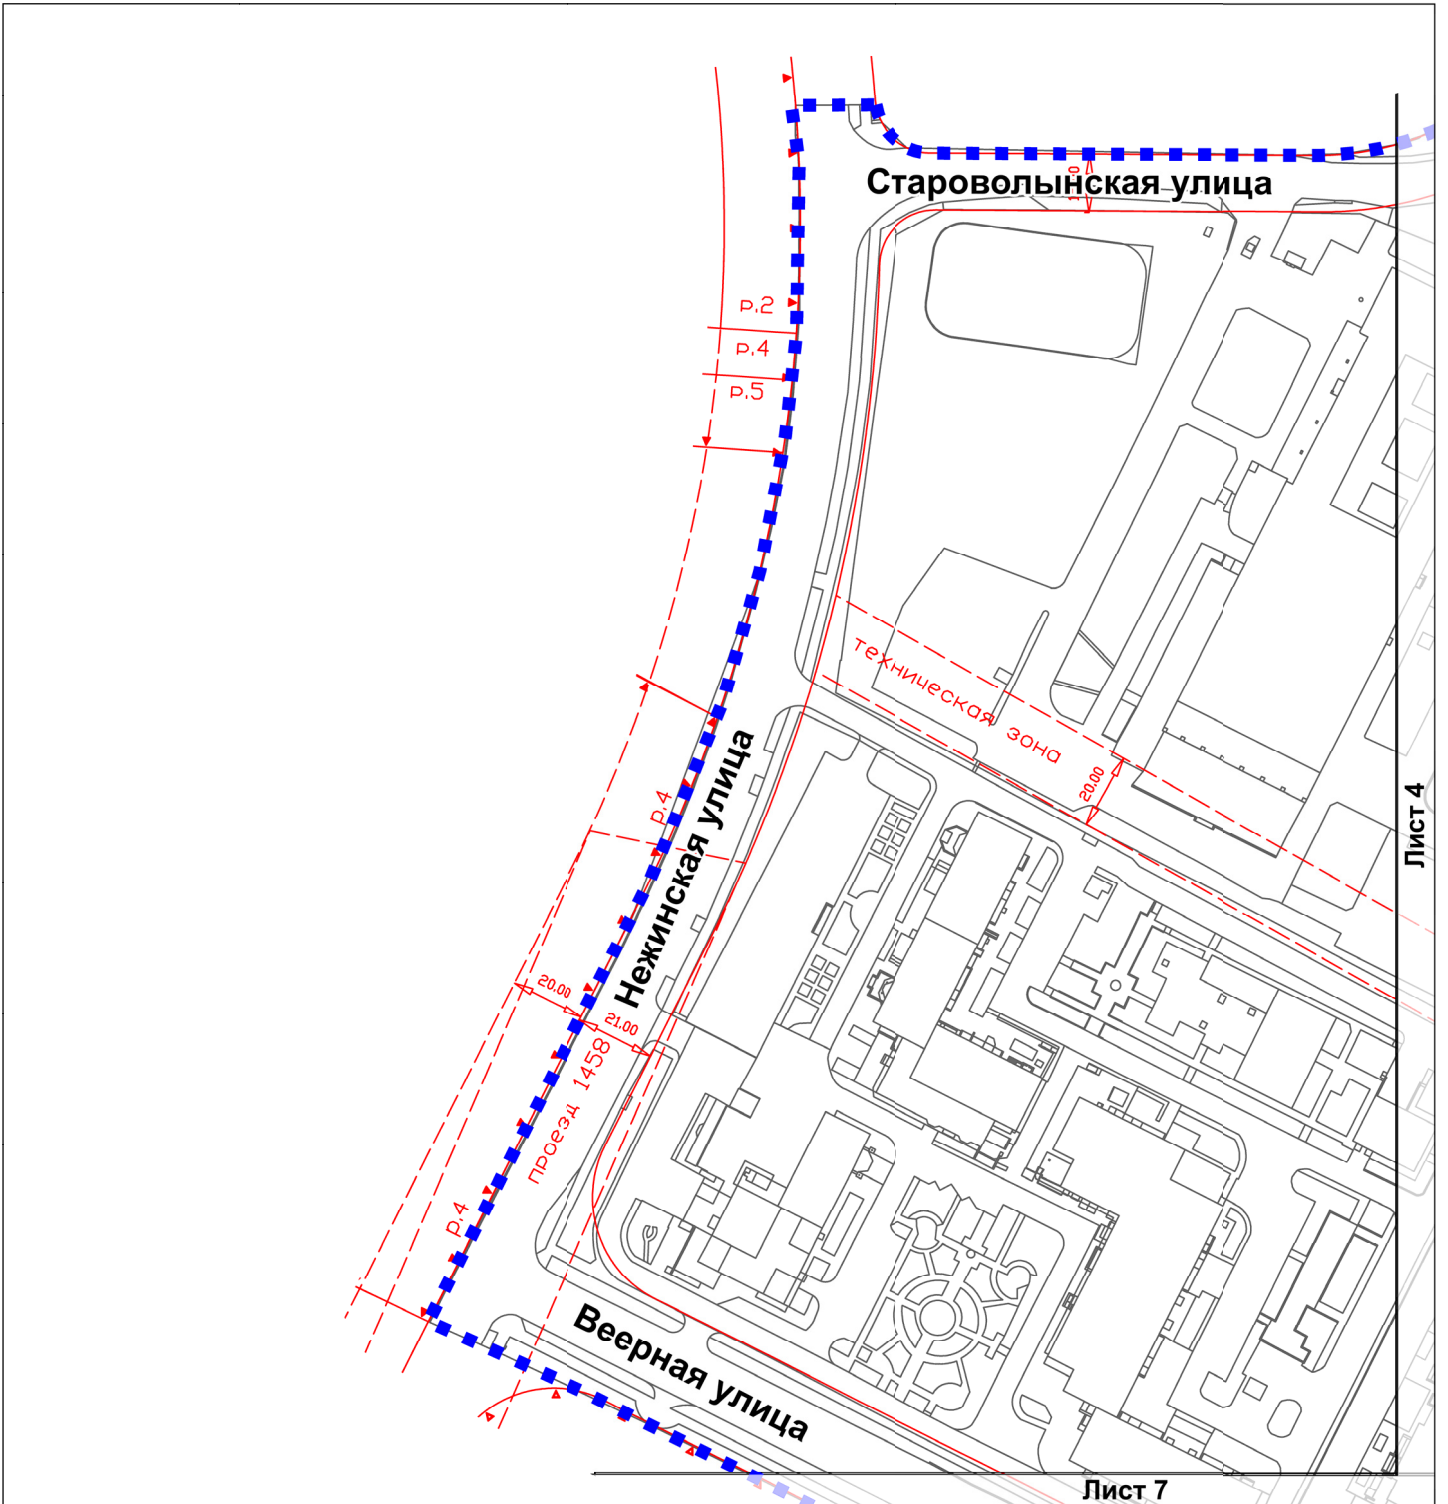 Староволынская улица
р.2
р.4
р.5
техническая зона
20.00
Нежинская улица
р.4
Лист 4
20.00
21.00
проезд 1458
р.4
Веерная улица
Лист 7